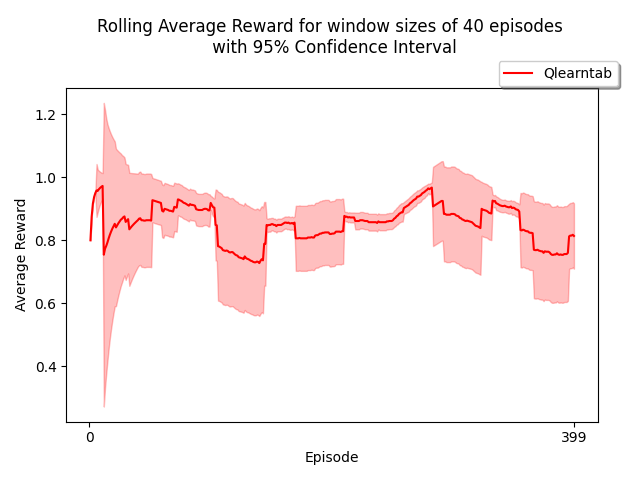 Rolling Average Reward for window sizes of 40 episodes
with 95% Confidence Interval
Qlearntab
1.2
1.0
0.8
0.6
0.4
Average Reward
0
399
Episode